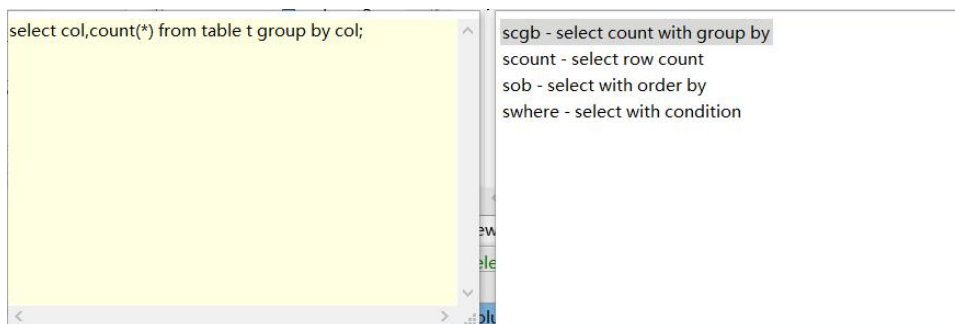 select col,count(*) from table t group by col;
scgb - select count with group by
scount - select row count
sob - select with order by
swhere - select with condition